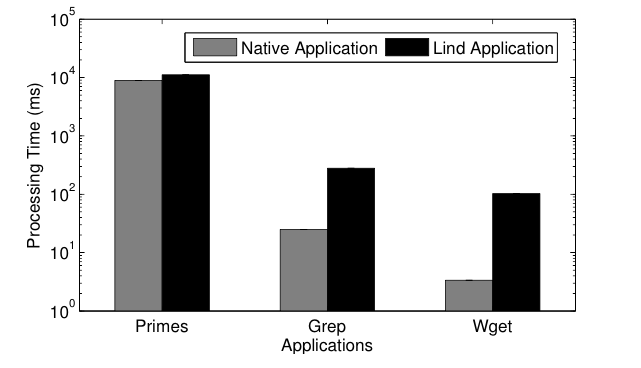 10^5
Native Application
Lind Application
10^4
10^3
10^2
10^1
10^0
Processing Time (ms)
Primes
Grep
Wget
Applications